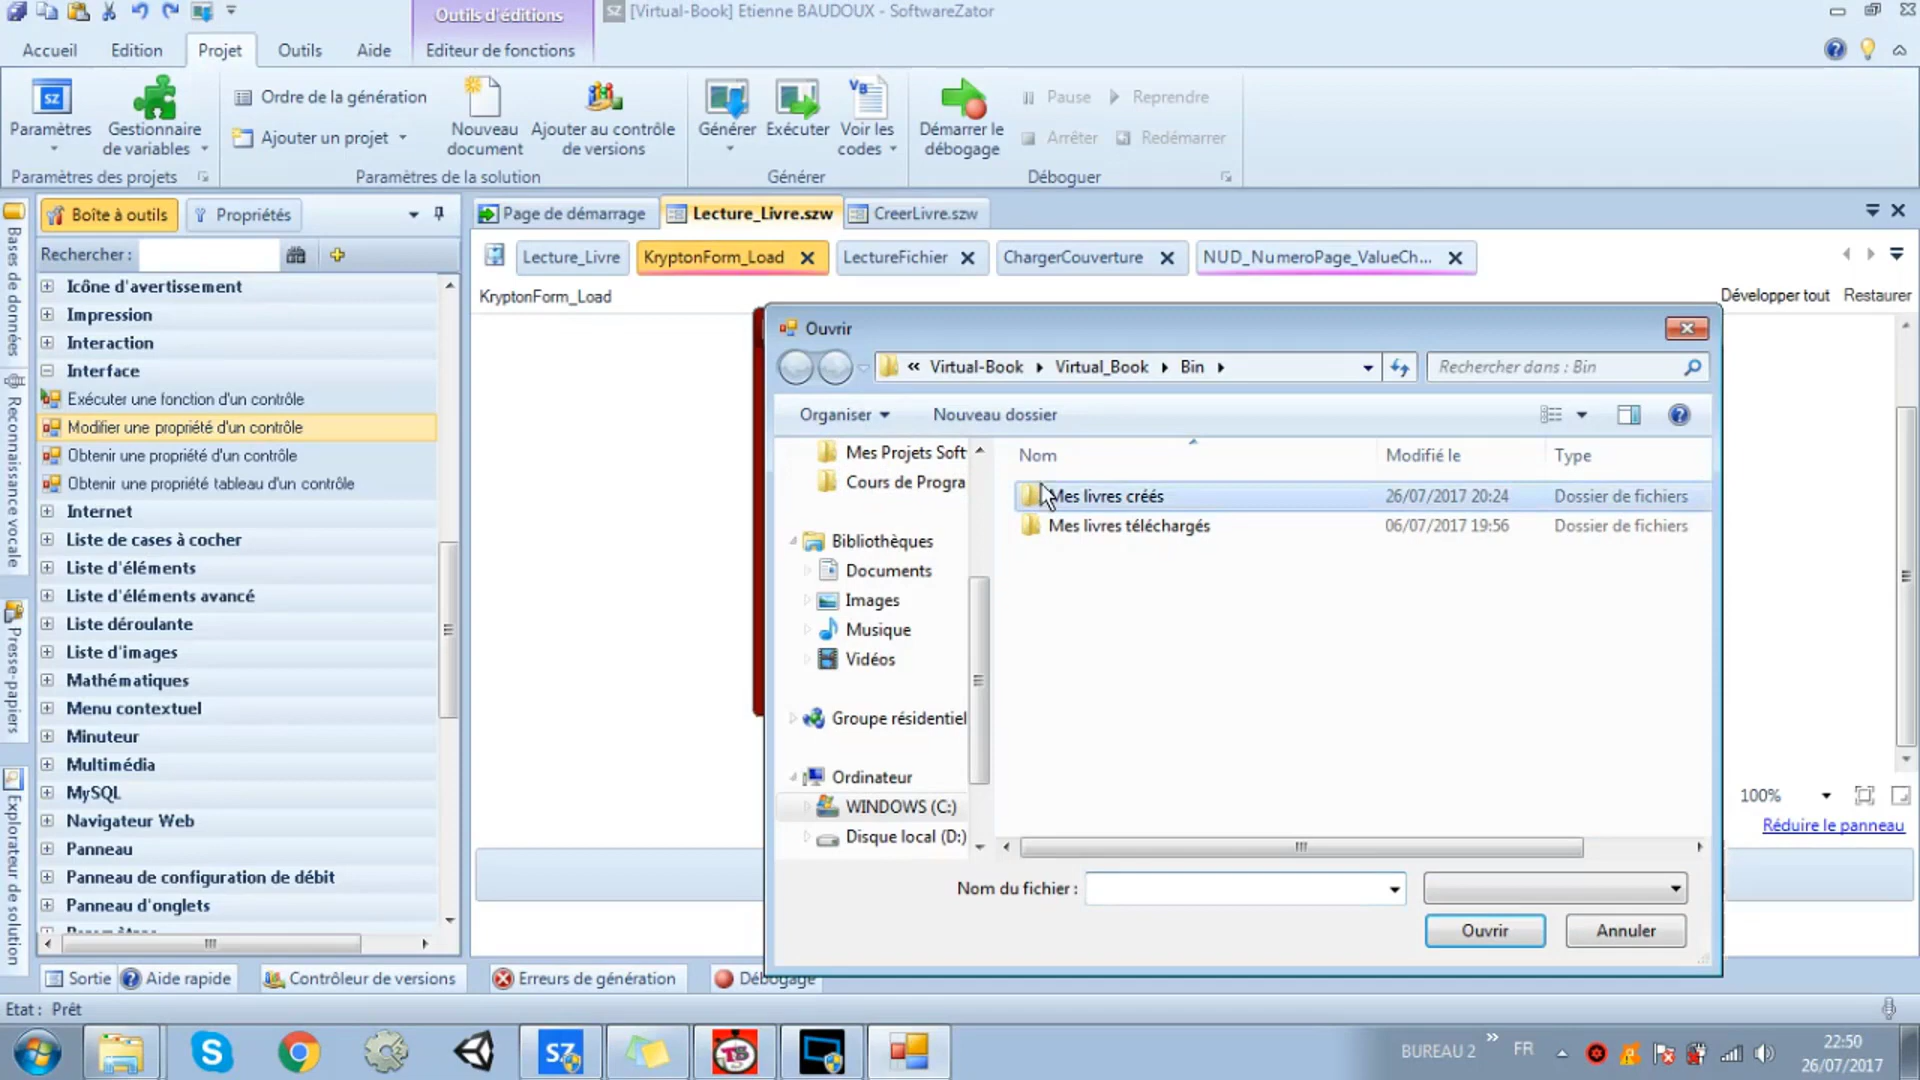 Outils d'éditions
[Virtual-Book] Etienne BAUDOUX - SoftwareZator
Accueil
Edition
Projet
Outils
Aide
Editeur de fonctions
Paramètres
Gestionnaire de variables
Ordre de la génération
Ajouter un projet
Nouveau document
Ajouter au contrôle de versions
Générer
Exécuter
Voir les codes
Démarrer le débogage
Pause
Reprendre
Arrêter
Redémarrer
Paramètres des projets
Paramètres de la solution
Générer
Déboguer
Boîte à outils
Propriétés
Page de démarrage
Lecture_Livre.szw
CreerLivre.szw
Rechercher :
Lecture_Livre
KryptonForm_Load
LectureFichier
ChargerCouverture
NUD_NumeroPage_ValueCh...
KryptonForm_Load
Développer tout
Restaurer
Bases de données
Reconnaissance vocale
Presse-papiers
Explorateur de solution
Icône d'avertissement
Impression
Interaction
Interface
Exécuter une fonction d'un contrôle
Modifier une propriété d'un contrôle
Obtenir une propriété d'un contrôle
Obtenir une propriété tableau d'un contrôle
Internet
Liste de cases à cocher
Liste d'éléments
Liste d'éléments avancé
Liste déroulante
Liste d'images
Mathématiques
Menu contextuel
Minuteur
Multimédia
MySQL
Navigateur Web
Panneau
Panneau de configuration de débit
Panneau d'onglets
Ouvrir
« Virtual-Book
Virtual_Book
Bin
Rechercher dans : Bin
Organiser
Nouveau dossier
Mes Projets Soft
Cours de Progra
Bibliothèques
Documents
Images
Musique
Vidéos
Groupe résidentiel
Ordinateur
WINDOWS (C:)
Disque local (D:)
Nom
Modifié le
Type
Mes livres créés
26/07/2017 20:24
Dossier de fichiers
Mes livres téléchargés
06/07/2017 19:56
Dossier de fichiers
Nom du fichier :
Ouvrir
Annuler
100%
Réduire le panneau
Sortie
Aide rapide
Contrôleur de versions
Erreurs de génération
Débogage
Etat : Prêt
BUREAU 2
»
FR
22:50
26/07/2017